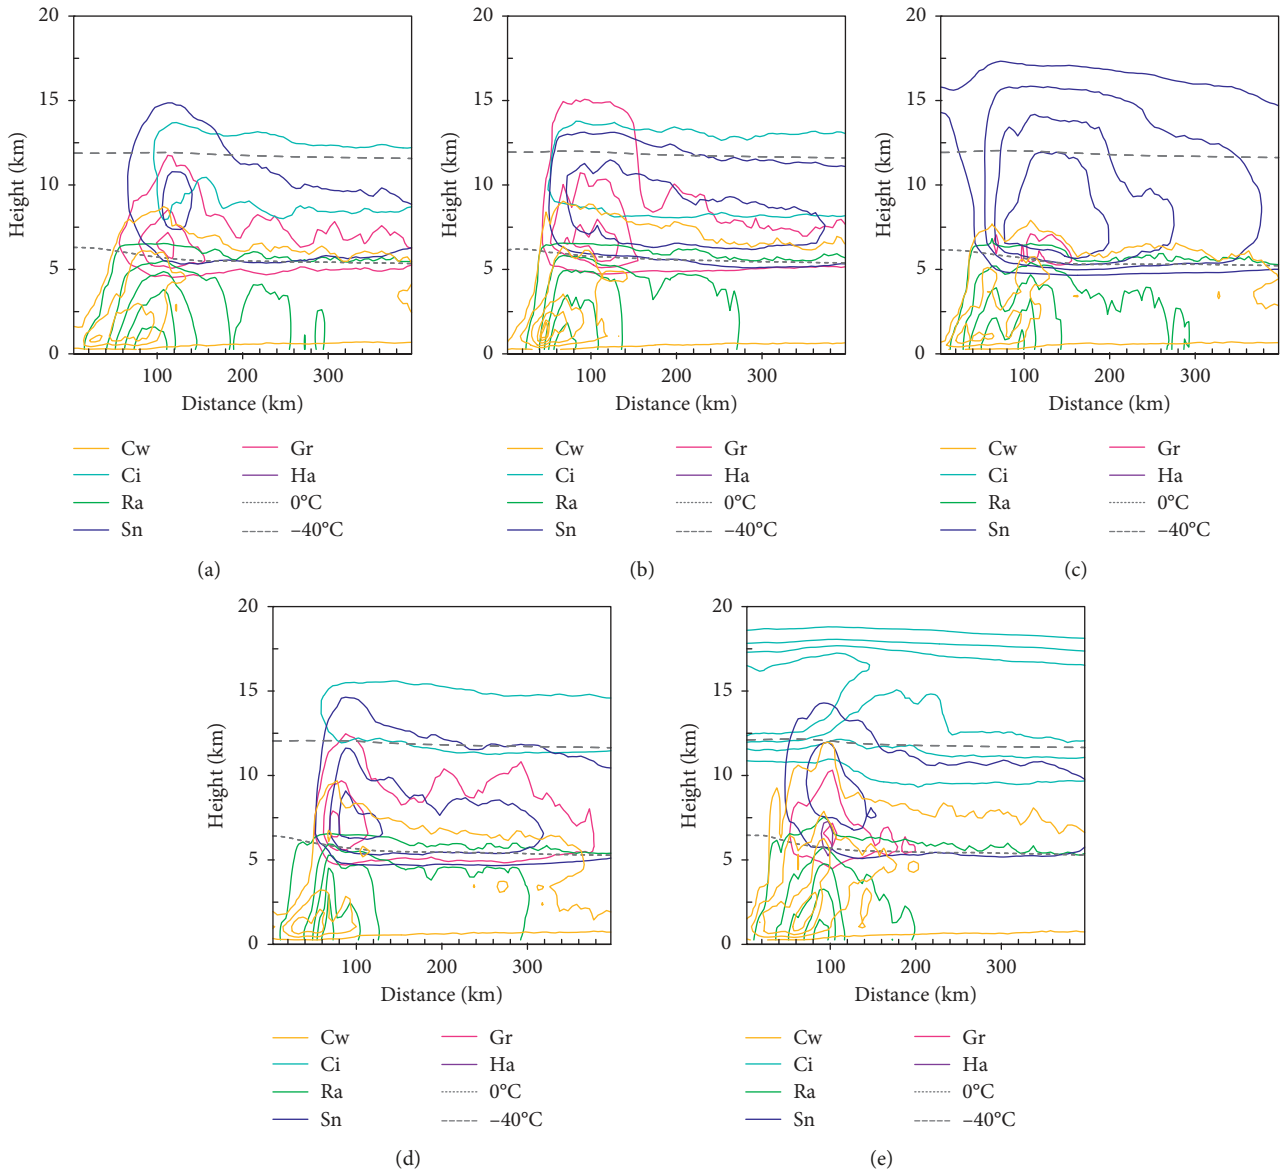 20
15
10
5
0
Height (km)
100 200 300
Distance (km)
Cw Gr
Ci Ha
Ra 0°C
Sn –40°C
(a)
20
15
10
5
0
Height (km)
100 200 300
Distance (km)
Cw Gr
Ci Ha
Ra 0°C
Sn –40°C
(b)
20
15
10
5
0
Height (km)
100 200 300
Distance (km)
Cw Gr
Ci Ha
Ra 0°C
Sn –40°C
(c)
20
15
10
5
0
Height (km)
100 200 300
Distance (km)
Cw Gr
Ci Ha
Ra 0°C
Sn –40°C
(d)
20
15
10
5
0
Height (km)
100 200 300
Distance (km)
Cw Gr
Ci Ha
Ra 0°C
Sn –40°C
(e)